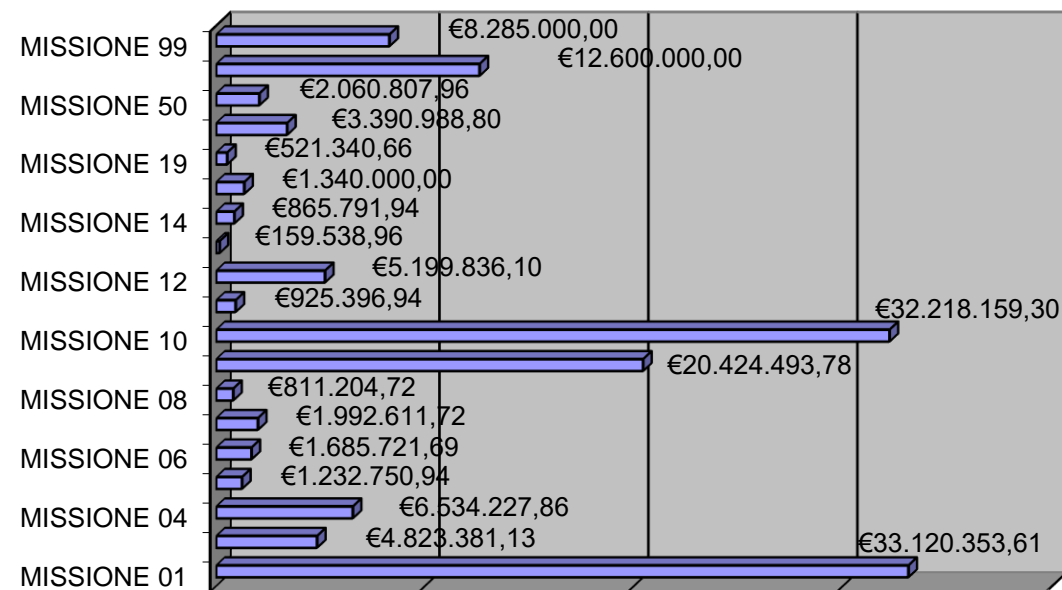 €8.285.000,00
MISSIONE 99
€12.600.000,00
€2.060.807,96
MISSIONE 50
€3.390.988,80
€521.340,66
MISSIONE 19
€1.340.000,00
€865.791,94
MISSIONE 14
€159.538,96
€5.199.836,10
MISSIONE 12
€925.396,94
€32.218.159,30
MISSIONE 10
€20.424.493,78
€811.204,72
MISSIONE 08
€1.992.611,72
€1.685.721,69
MISSIONE 06
€1.232.750,94
€6.534.227,86
MISSIONE 04
€4.823.381,13
€33.120.353,61
MISSIONE 01